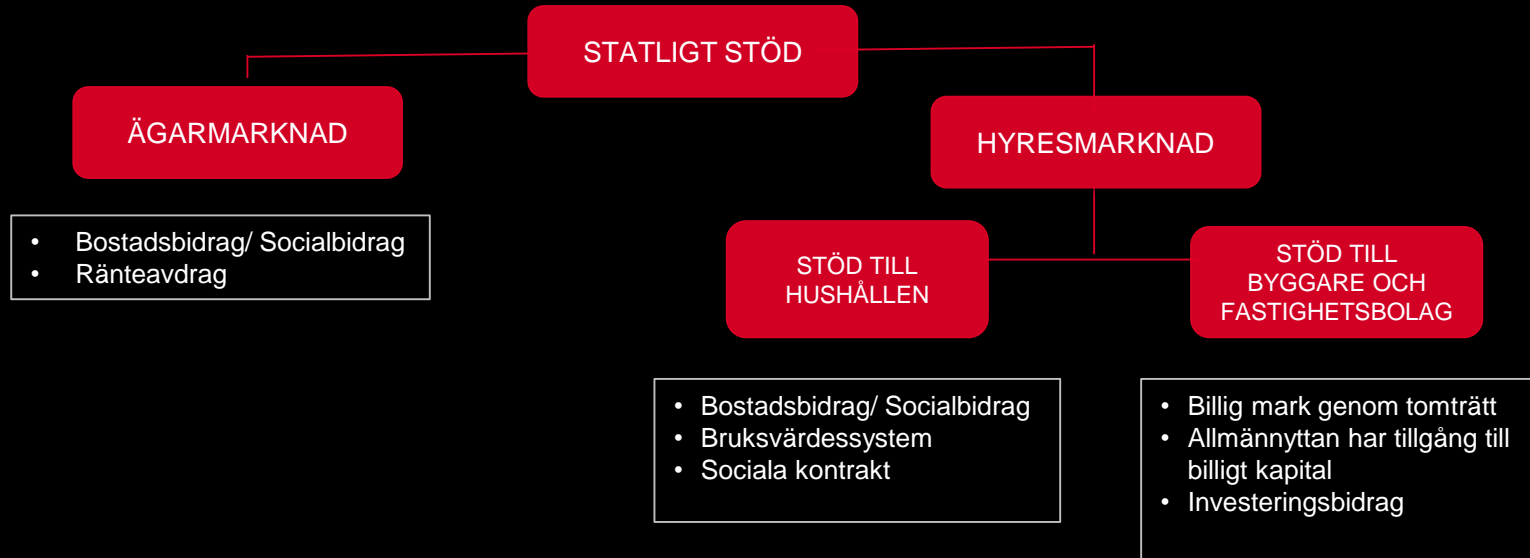 STATLIGT STÖD
ÄGARMARKNAD
HYRESMARKNAD
• Bostadsbidrag/ Socialbidrag
• Ränteavdrag
STÖD TILL
HUSHÅLLEN
STÖD TILL
BYGGARE OCH
FASTIGHETSBOLAG
• Bostadsbidrag/ Socialbidrag
• Bruksvärdessystem
• Sociala kontrakt
• Billig mark genom tomträtt
• Allmännyttan har tillgång till
billigt kapital
• Investeringsbidrag